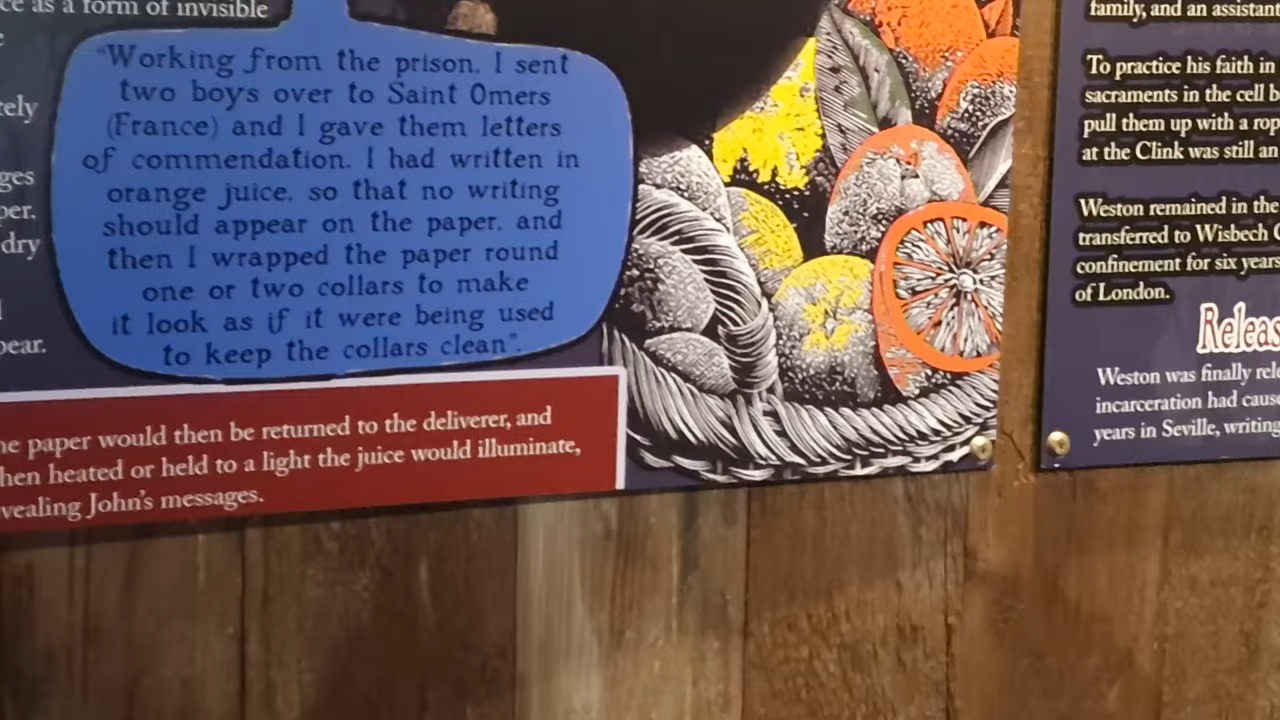 ce as a form of invisible
"Working from the prison, I sent
two boys over to Saint Omers
(France) and I gave them letters
of commendation. I had written in
orange juice, so that no writing
should appear on the paper, and
then I wrapped the paper round
one or two collars to make
it look as if it were being used
to keep the collars clean".
per.
dry
pear.
he paper would then be returned to the deliverer, and
hen heated or held to a light the juice would illuminate,
vealing John's messages.
family, and an assistant
To practice his faith in
sacraments in the cell b
pull them up with a rop
at the Clink was still an
Weston remained in the
transferred to Wisbech C
confinement for six years
of London.
Releas
Weston was finally rele
incarceration had cause
years in Seville, writing